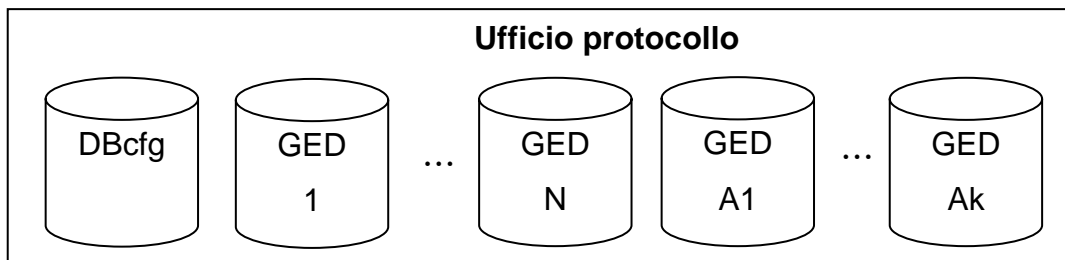 Ufficio protocollo
DBcfg GED ... GED GED ... GED
1 N A1 Ak